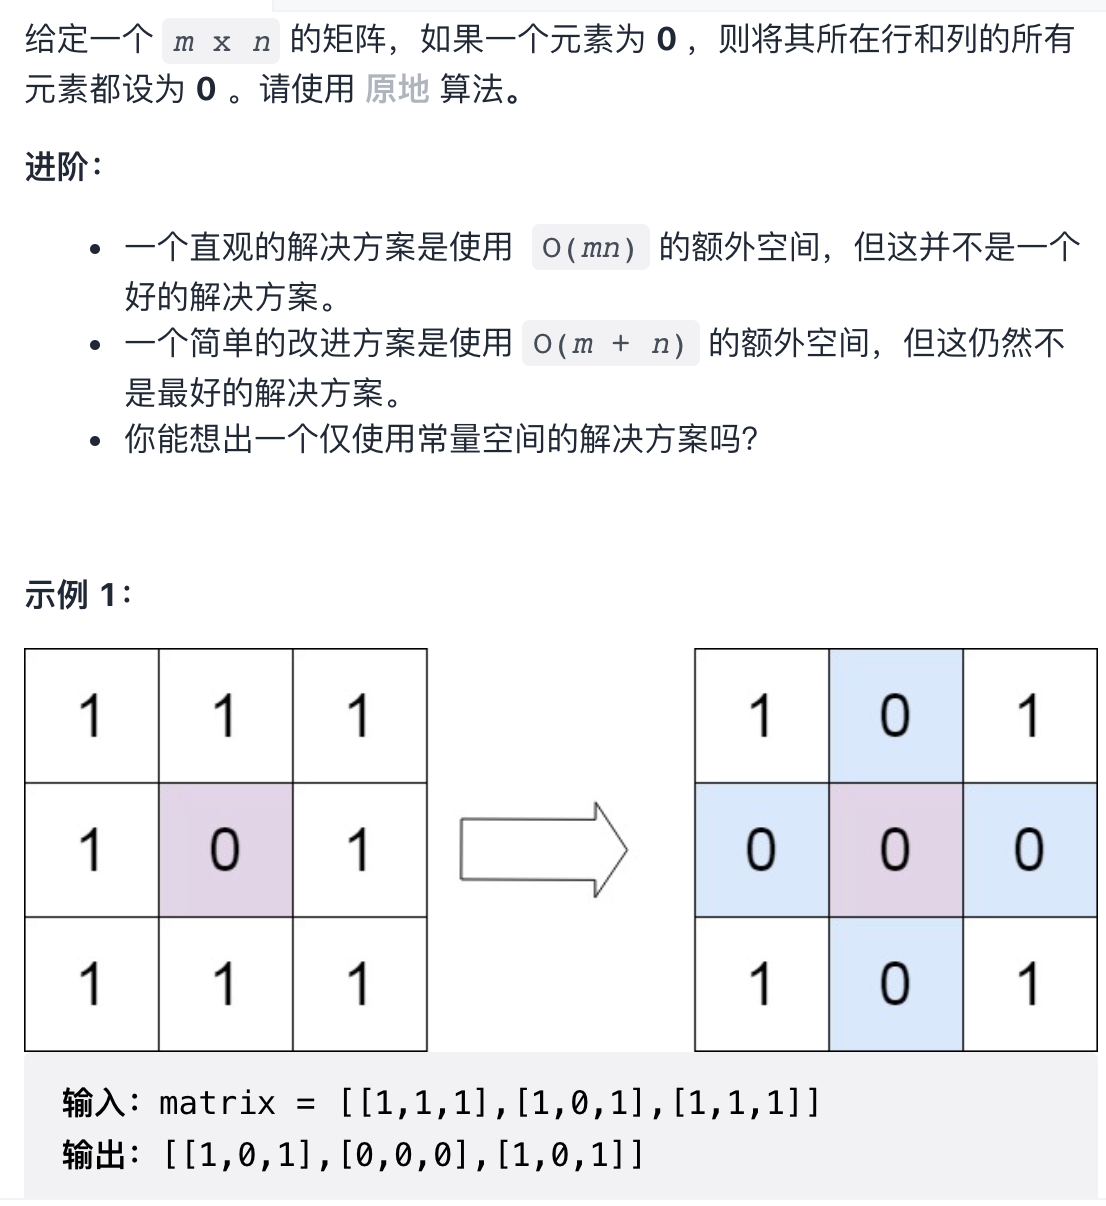 给定一个 m x n 的矩阵，如果一个元素为 0 ，则将其所在行和列的所有
元素都设为 0 。请使用 原地 算法。
进阶：
一个直观的解决方案是使用 O(mn) 的额外空间，但这并不是一个
好的解决方案。
一个简单的改进方案是使用 O(m + n) 的额外空间，但这仍然不
是最好的解决方案。
你能想出一个仅使用常量空间的解决方案吗？
示例 1：
1 1 1 1 0 1
1 0 1 0 0 0
1 1 1 1 0 1
输入：matrix = [[1,1,1],[1,0,1],[1,1,1]]
输出：[[1,0,1],[0,0,0],[1,0,1]]